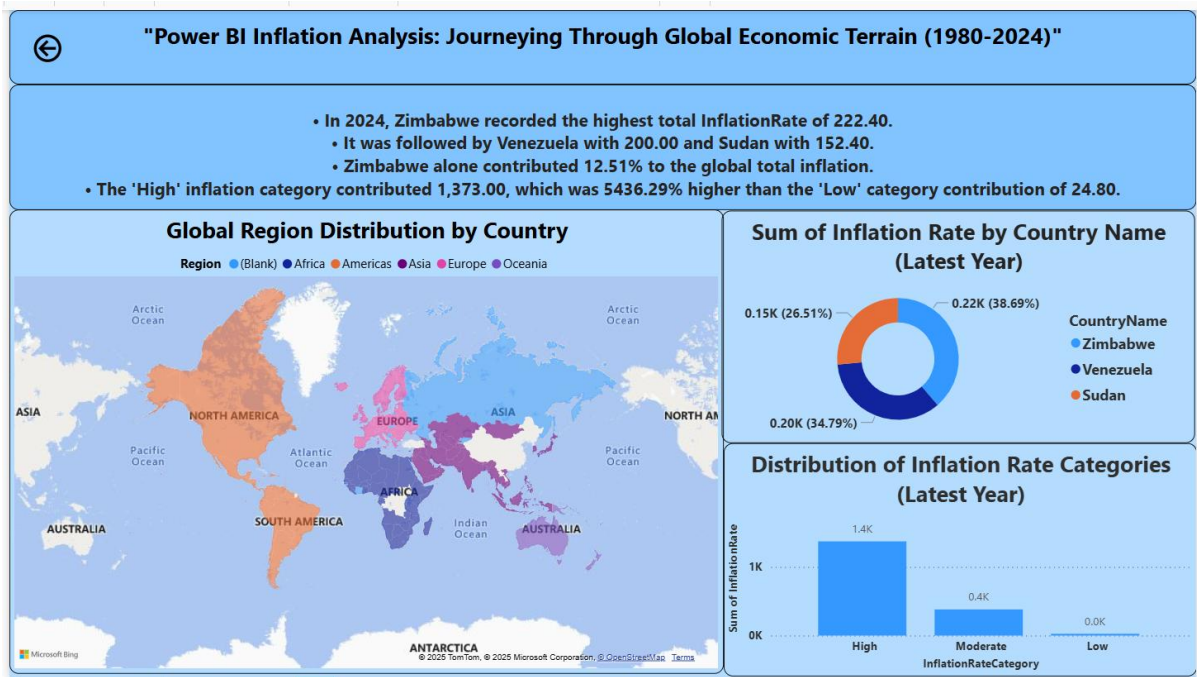 "Power BI Inflation Analysis: Journeying Through Global Economic Terrain (1980-2024)"
• In 2024, Zimbabwe recorded the highest total InflationRate of 222.40.
• It was followed by Venezuela with 200.00 and Sudan with 152.40.
• Zimbabwe alone contributed 12.51% to the global total inflation.
• The 'High' inflation category contributed 1,373.00, which was 5436.29% higher than the 'Low' category contribution of 24.80.
Global Region Distribution by Country
Region (Blank) Africa Americas Asia Europe Oceania
Arctic
Ocean
Arctic
Ocean
ASIA
NORTH AMERICA
EUROPE
ASIA
NORTH AM
Pacific
Ocean
Atlantic
Ocean
Pacific
Ocean
AFRICA
SOUTH AMERICA
Indian
Ocean
AUSTRALIA
AUSTRALIA
ANTARCTICA
Microsoft Bing
© 2025 TomTom, © 2025 Microsoft Corporation, © OpenStreetMap Terms
Sum of Inflation Rate by Country Name
(Latest Year)
0.22K (38.69%)
0.15K (26.51%)
0.20K (34.79%)
CountryName
Zimbabwe
Venezuela
Sudan
Distribution of Inflation Rate Categories
(Latest Year)
Sum of InflationRate
1K
0K
1.4K
0.4K
0.0K
High
Moderate
Low
InflationRateCategory